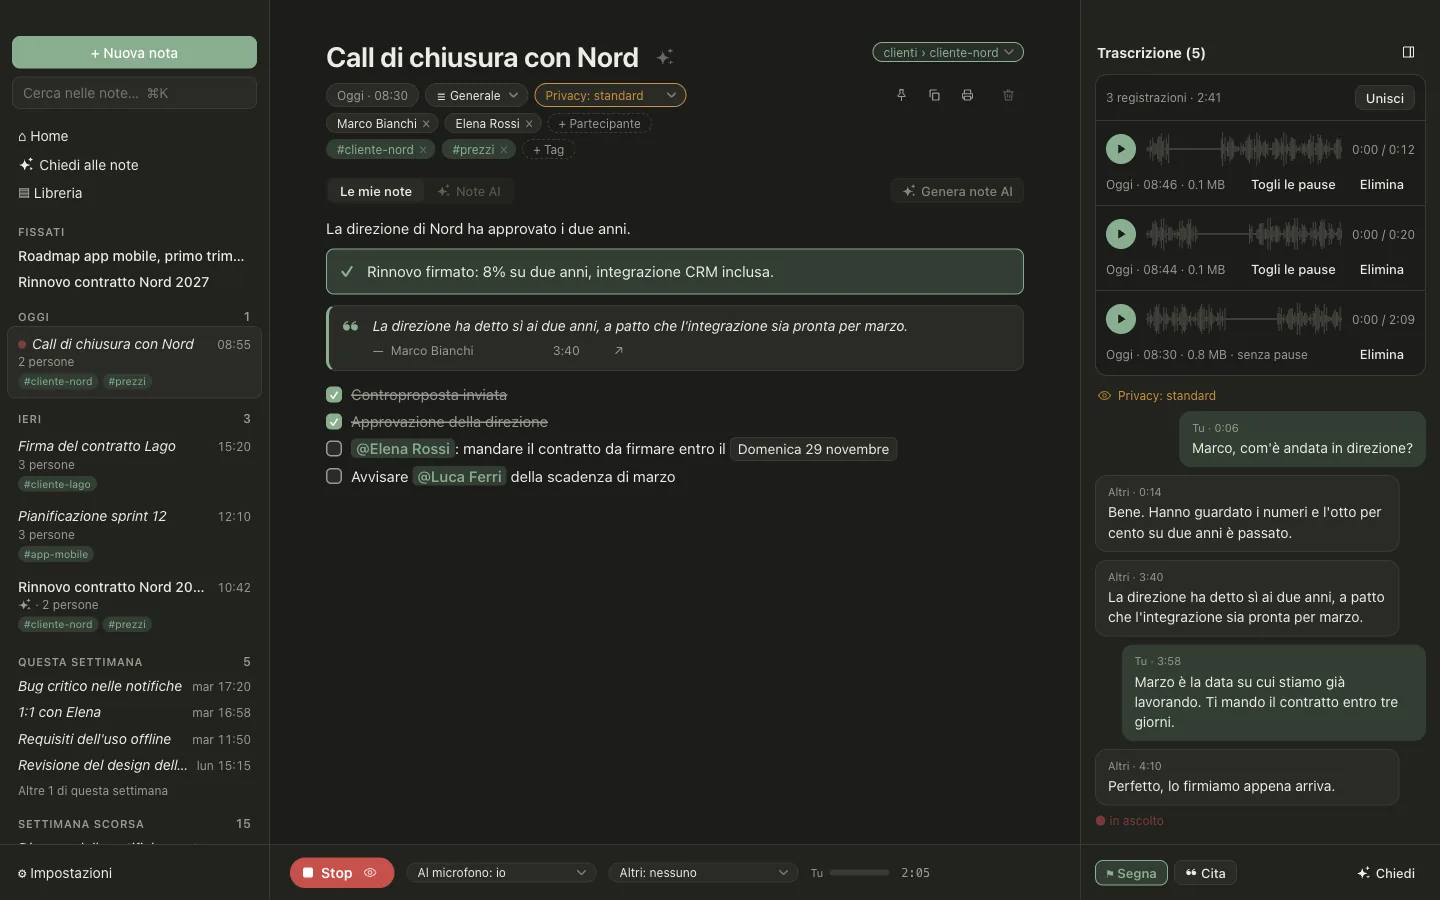 + Nuova nota
Cerca nelle note... ⌘K
Home
Chiedi alle note
Libreria
FISSATI
Roadmap app mobile, primo trim...
Rinnovo contratto Nord 2027
OGGI 1
Call di chiusura con Nord 08:55
2 persone
#cliente-nord #prezzi
IERI 3
Firma del contratto Lago 15:20
3 persone
#cliente-lago
Pianificazione sprint 12 12:10
3 persone
#app-mobile
Rinnovo contratto Nord 20... 10:42
· 2 persone
#cliente-nord #prezzi
QUESTA SETTIMANA 5
Bug critico nelle notifiche mar 17:20
1:1 con Elena mar 16:58
Requisiti dell'uso offline mar 11:50
Revisione del design dell... lun 15:15
Altre 1 di questa settimana
SETTIMANA SCORSA 15
Impostazioni
Call di chiusura con Nord
clienti › cliente-nord
Oggi · 08:30 Generale Privacy: standard
Marco Bianchi × Elena Rossi × + Partecipante
#cliente-nord × #prezzi × + Tag
Le mie note Note AI Genera note AI
La direzione di Nord ha approvato i due anni.
Rinnovo firmato: 8% su due anni, integrazione CRM inclusa.
La direzione ha detto sì ai due anni, a patto che l'integrazione sia pronta per marzo.
— Marco Bianchi 3:40 ↗
Controproposta inviata
Approvazione della direzione
@Elena Rossi: mandare il contratto da firmare entro il Domenica 29 novembre
Avvisare @Luca Ferri della scadenza di marzo
Stop Al microfono: io Altri: nessuno Tu 2:05
Trascrizione (5)
3 registrazioni · 2:41 Unisci
0:00 / 0:12
Oggi · 08:46 · 0.1 MB Togli le pause Elimina
0:00 / 0:20
Oggi · 08:44 · 0.1 MB Togli le pause Elimina
0:00 / 2:09
Oggi · 08:30 · 0.8 MB · senza pause Elimina
Privacy: standard
Tu · 0:06
Marco, com'è andata in direzione?
Altri · 0:14
Bene. Hanno guardato i numeri e l'otto per
cento su due anni è passato.
Altri · 3:40
La direzione ha detto sì ai due anni, a patto
che l'integrazione sia pronta per marzo.
Tu · 3:58
Marzo è la data su cui stiamo già
lavorando. Ti mando il contratto entro tre
giorni.
Altri · 4:10
Perfetto, lo firmiamo appena arriva.
in ascolto
Segna Cita Chiedi